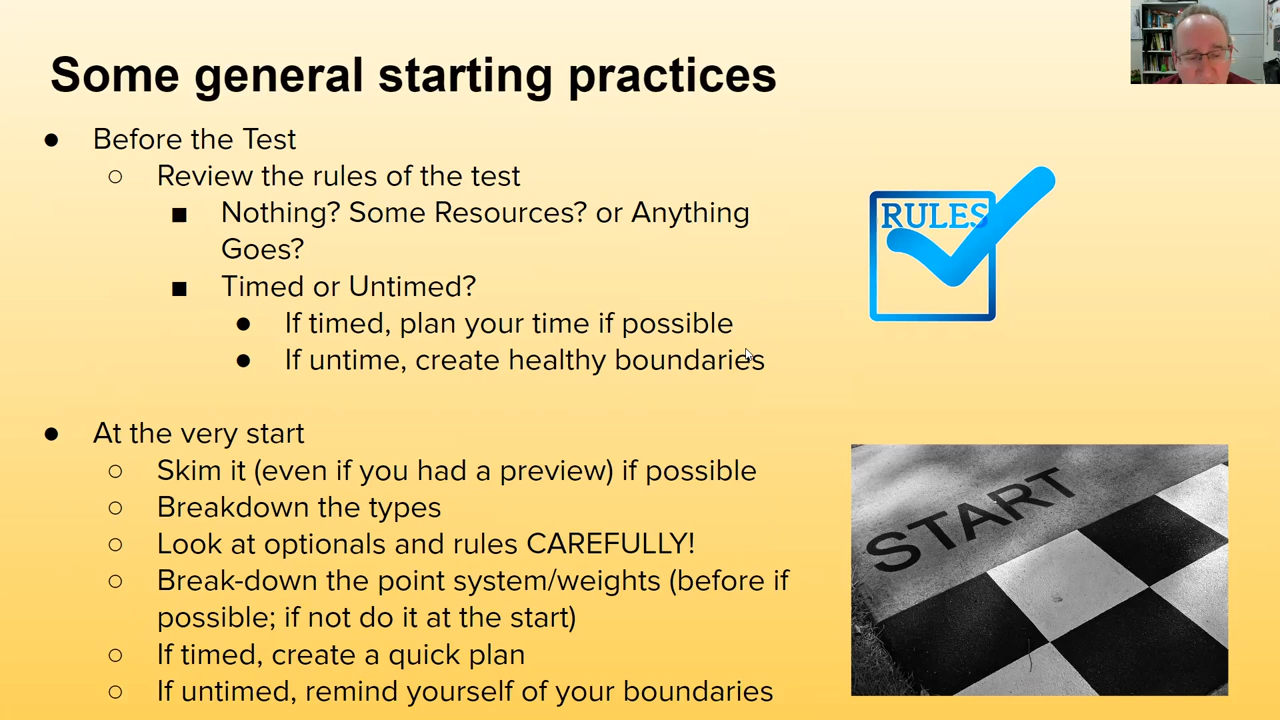 Some general starting practices
● Before the Test
○ Review the rules of the test
■ Nothing? Some Resources? or Anything
Goes?
■ Timed or Untimed?
● If timed, plan your time if possible
● If untime, create healthy boundaries
RULES
● At the very start
○ Skim it (even if you had a preview) if possible
○ Breakdown the types
○ Look at optionals and rules CAREFULLY!
○ Break-down the point system/weights (before if
possible; if not do it at the start)
○ If timed, create a quick plan
○ If untimed, remind yourself of your boundaries
START